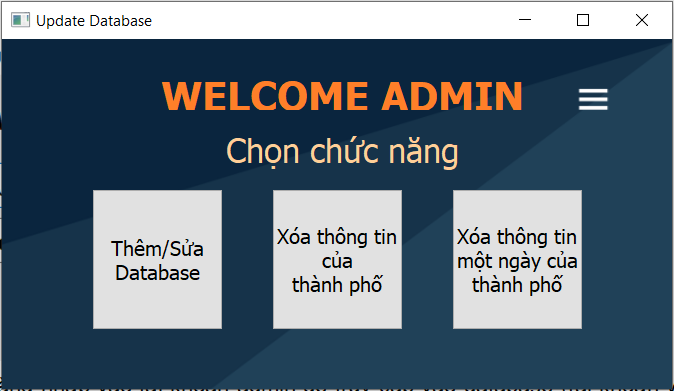 Update Database
WELCOME ADMIN
Chọn chức năng
Thêm/Sửa
Database
Xóa thông tin
của
thành phố
Xóa thông tin
một ngày của
thành phố